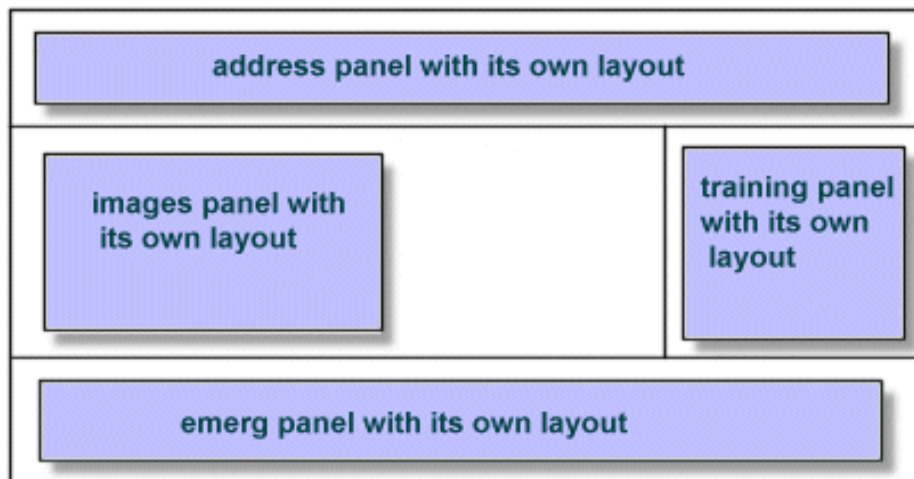 address panel with its own layout
images panel with
its own layout
training panel
with its own
layout
emerg panel with its own layout